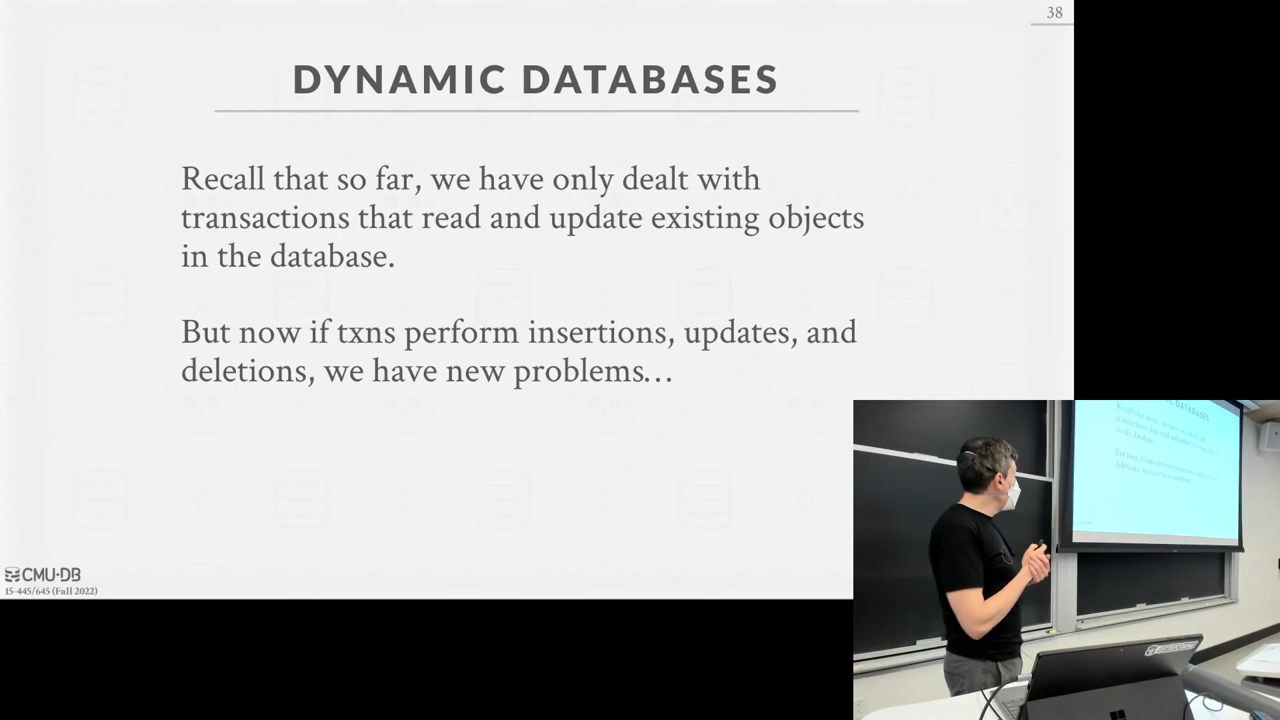 38
DYNAMIC DATABASES
Recall that so far, we have only dealt with
transactions that read and update existing objects
in the database.
But now if txns perform insertions, updates, and
deletions, we have new problems…
CMU·DB
15-445/645 (Fall 2022)